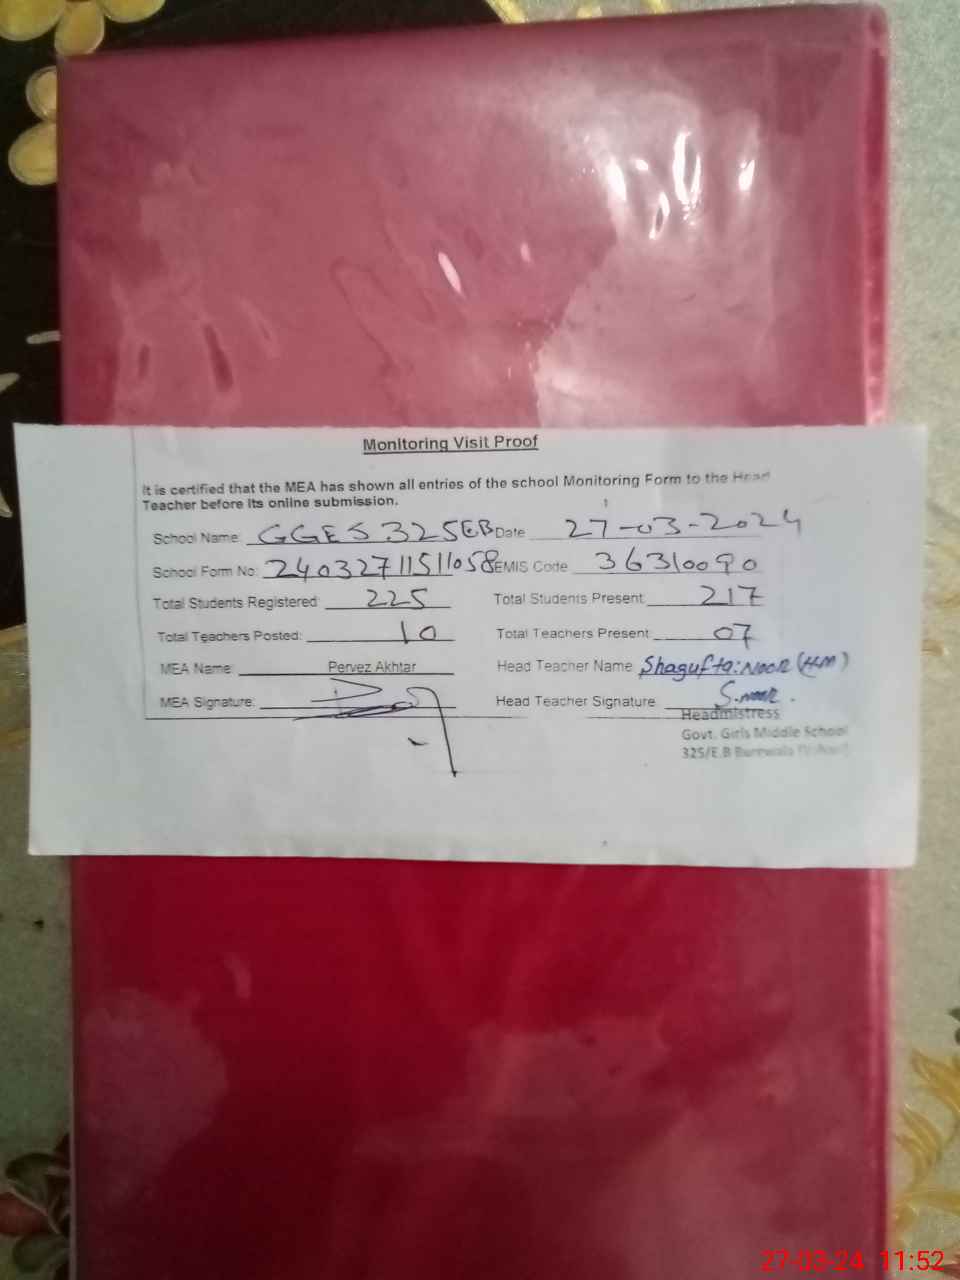 Monitoring Visit Proof
It is certified that the MEA has shown all entries of the school Monitoring Form to the Head
Teacher before its online submission.
School Name: GGES 325EB Date 27-03-2024
School Form No: 24032711511058 EMIS Code 36310090
Total Students Registered: 225 Total Students Present: 217
Total Teachers Posted: 10 Total Teachers Present: 07
MEA Name: Pervez Akhtar Head Teacher Name: Shagufta:Noor (HM)
MEA Signature: Head Teacher Signature S.noor.
Headmistress
Govt. Girls Middle School
325/E.B Burewala
27-03-24 11:52